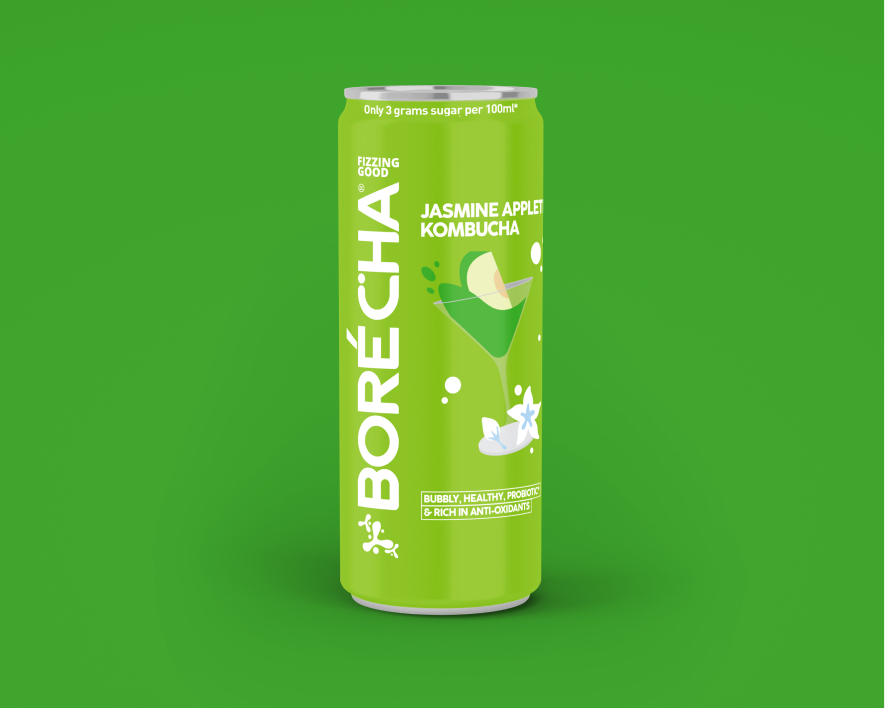 Only 3 grams sugar per 100ml*
FIZZING
GOOD
BORÉCHA®
JASMINE APPLET
KOMBUCHA
BUBBLY, HEALTHY, PROBIOTIC*
& RICH IN ANTI-OXIDANTS